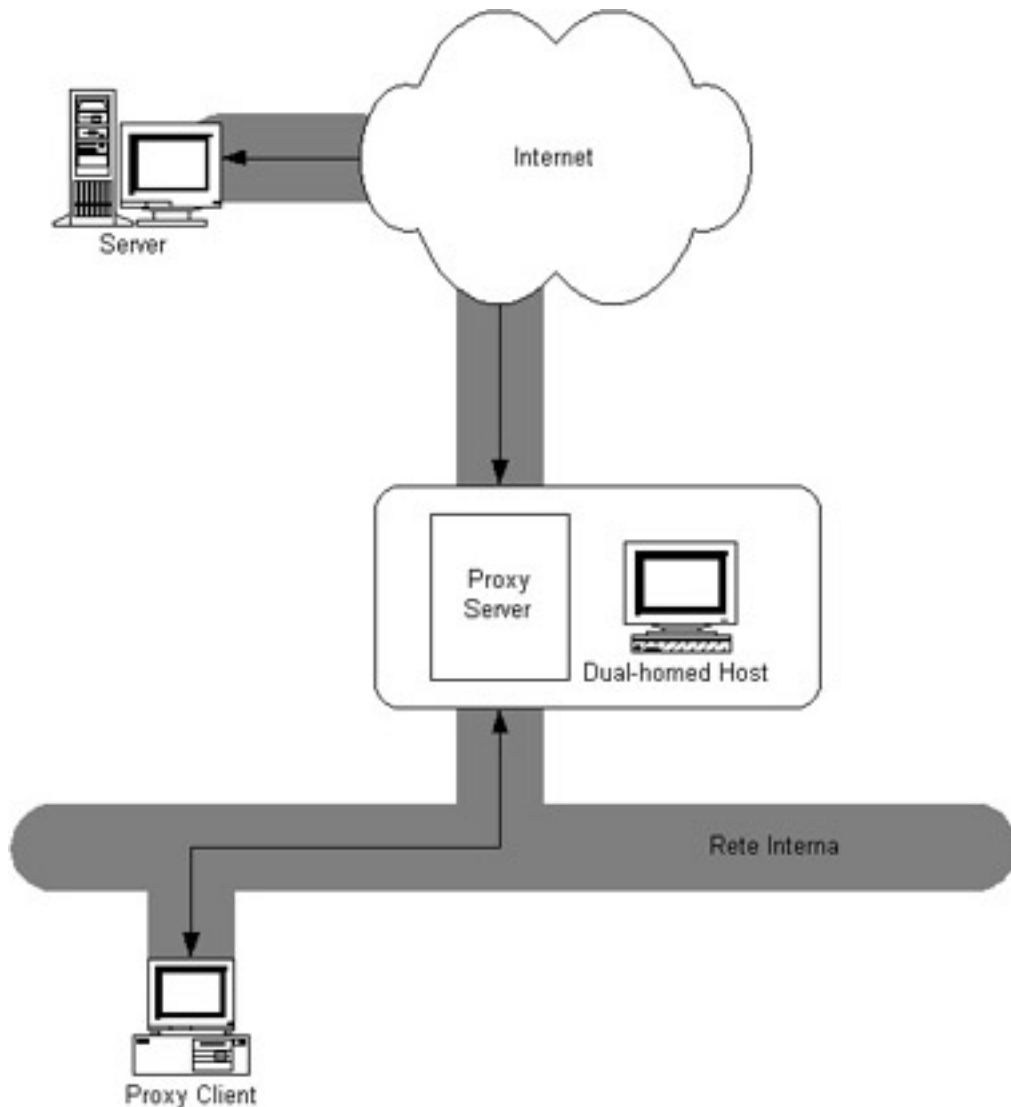 Internet
Server
Proxy
Server
Dual-homed Host
Rete Interna
Proxy Client